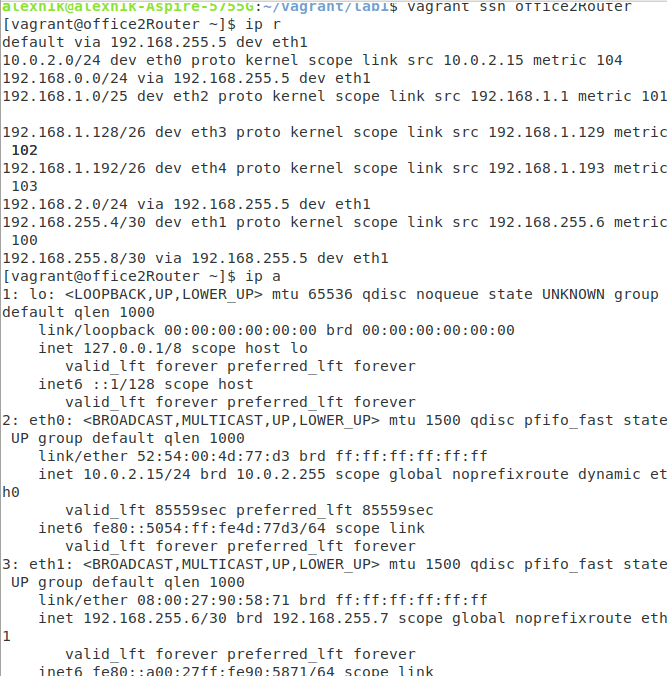 alexnik@alexnik-Aspire-5755G:~/vagrant/lab1$ vagrant ssh office2Router
[vagrant@office2Router ~]$ ip r
default via 192.168.255.5 dev eth1
10.0.2.0/24 dev eth0 proto kernel scope link src 10.0.2.15 metric 104
192.168.0.0/24 via 192.168.255.5 dev eth1
192.168.1.0/25 dev eth2 proto kernel scope link src 192.168.1.1 metric 101
192.168.1.128/26 dev eth3 proto kernel scope link src 192.168.1.129 metric
102
192.168.1.192/26 dev eth4 proto kernel scope link src 192.168.1.193 metric
103
192.168.2.0/24 via 192.168.255.5 dev eth1
192.168.255.4/30 dev eth1 proto kernel scope link src 192.168.255.6 metric
100
192.168.255.8/30 via 192.168.255.5 dev eth1
[vagrant@office2Router ~]$ ip a
1: lo: <LOOPBACK,UP,LOWER_UP> mtu 65536 qdisc noqueue state UNKNOWN group
default qlen 1000
link/loopback 00:00:00:00:00:00 brd 00:00:00:00:00:00
inet 127.0.0.1/8 scope host lo
valid_lft forever preferred_lft forever
inet6 ::1/128 scope host
valid_lft forever preferred_lft forever
2: eth0: <BROADCAST,MULTICAST,UP,LOWER_UP> mtu 1500 qdisc pfifo_fast state
UP group default qlen 1000
link/ether 52:54:00:4d:77:d3 brd ff:ff:ff:ff:ff:ff
inet 10.0.2.15/24 brd 10.0.2.255 scope global noprefixroute dynamic et
h0
valid_lft 85559sec preferred_lft 85559sec
inet6 fe80::5054:ff:fe4d:77d3/64 scope link
valid_lft forever preferred_lft forever
3: eth1: <BROADCAST,MULTICAST,UP,LOWER_UP> mtu 1500 qdisc pfifo_fast state
UP group default qlen 1000
link/ether 08:00:27:90:58:71 brd ff:ff:ff:ff:ff:ff
inet 192.168.255.6/30 brd 192.168.255.7 scope global noprefixroute eth
1
valid_lft forever preferred_lft forever
inet6 fe80::a00:27ff:fe90:5871/64 scope link